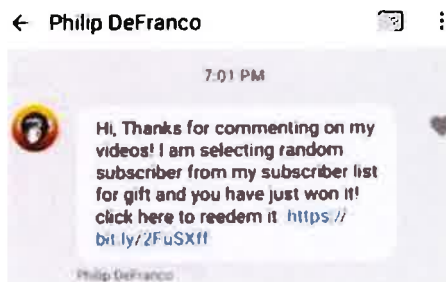 Philip DeFranco
7:01 PM
Hi, Thanks for commenting on my
videos! I am selecting random
subscriber from my subscriber list
for gift and you have just won it!
click here to reedem it https://
bit.ly/2FuSXff
Philip DeFranco